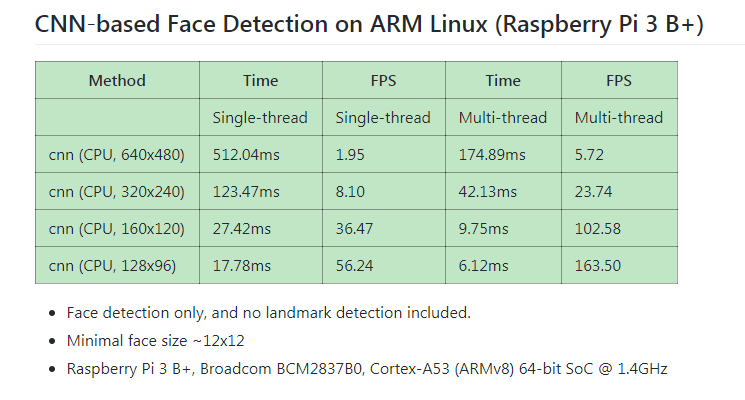 CNN-based Face Detection on ARM Linux (Raspberry Pi 3 B+)
Method Time FPS Time FPS
Single-thread Single-thread Multi-thread Multi-thread
cnn (CPU, 640x480) 512.04ms 1.95 174.89ms 5.72
cnn (CPU, 320x240) 123.47ms 8.10 42.13ms 23.74
cnn (CPU, 160x120) 27.42ms 36.47 9.75ms 102.58
cnn (CPU, 128x96) 17.78ms 56.24 6.12ms 163.50
• Face detection only, and no landmark detection included.
• Minimal face size ~12x12
• Raspberry Pi 3 B+, Broadcom BCM2837B0, Cortex-A53 (ARMv8) 64-bit SoC @ 1.4GHz